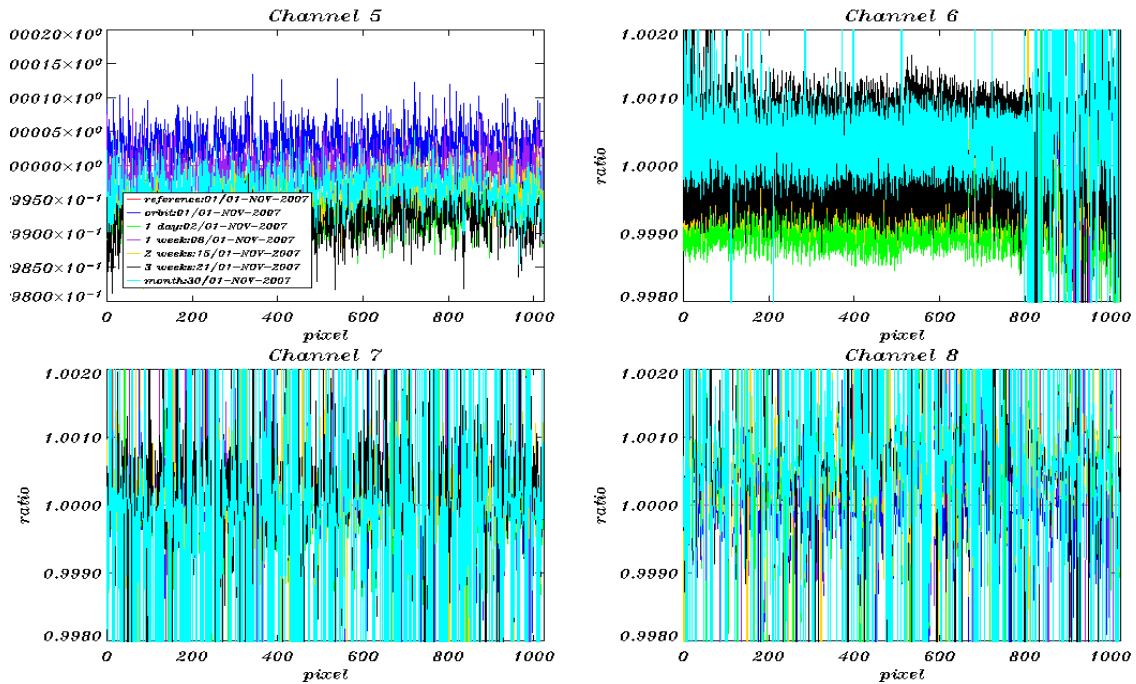 Channel 5
00020×10⁰
00015×10⁰
00010×10⁰
00005×10⁰
00000×10⁰
9950×10⁻¹
9900×10⁻¹
9850×10⁻¹
9800×10⁻¹
reference:01/01-NOV-2007
orbit:01/01-NOV-2007
1 day:02/01-NOV-2007
1 week:08/01-NOV-2007
2 weeks:15/01-NOV-2007
3 weeks:21/01-NOV-2007
month:30/01-NOV-2007
0 200 400 600 800 1000
pixel
Channel 6
1.0020
1.0010
1.0000
0.9990
0.9980
ratio
0 200 400 600 800 1000
pixel
Channel 7
1.0020
1.0010
1.0000
0.9990
0.9980
ratio
0 200 400 600 800 1000
pixel
Channel 8
1.0020
1.0010
1.0000
0.9990
0.9980
ratio
0 200 400 600 800 1000
pixel